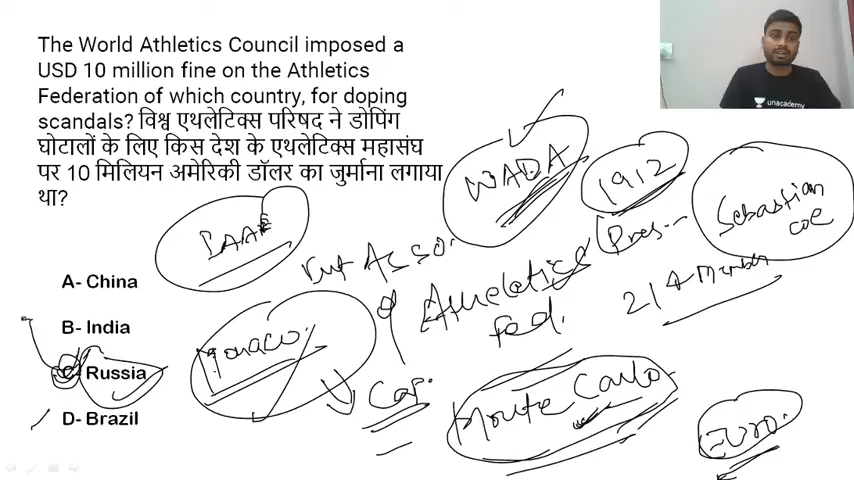 The World Athletics Council imposed a
USD 10 million fine on the Athletics
Federation of which country, for doping
scandals? विश्व एथलेटिक्स परिषद ने डोपिंग
घोटालों के लिए किस देश के एथलेटिक्स महासंघ
पर 10 मिलियन अमेरिकी डॉलर का जुर्माना लगाया
था?
unacademy
WADA
1912
Sebastian
coe
IAAF
Int Asso.
of Athletics
Fed.
Pres--
214 Member
A- China
B- India
C- Russia
D- Brazil
Monaco.
Cap.
Monte Carlo
EURO.